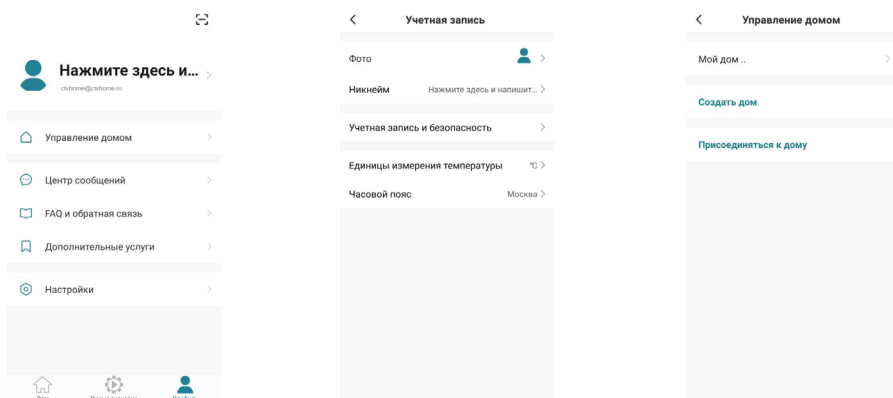 Нажмите здесь и...
ctvhome@ctvhome.ru
Управление домом
Центр сообщений
FAQ и обратная связь
Дополнительные услуги
Настройки
Учетная запись
Фото
Никнейм Нажмите здесь и напишит...
Учетная запись и безопасность
Единицы измерения температуры °C
Часовой пояс Москва
Управление домом
Мой дом ..
Создать дом
Присоединяться к дому